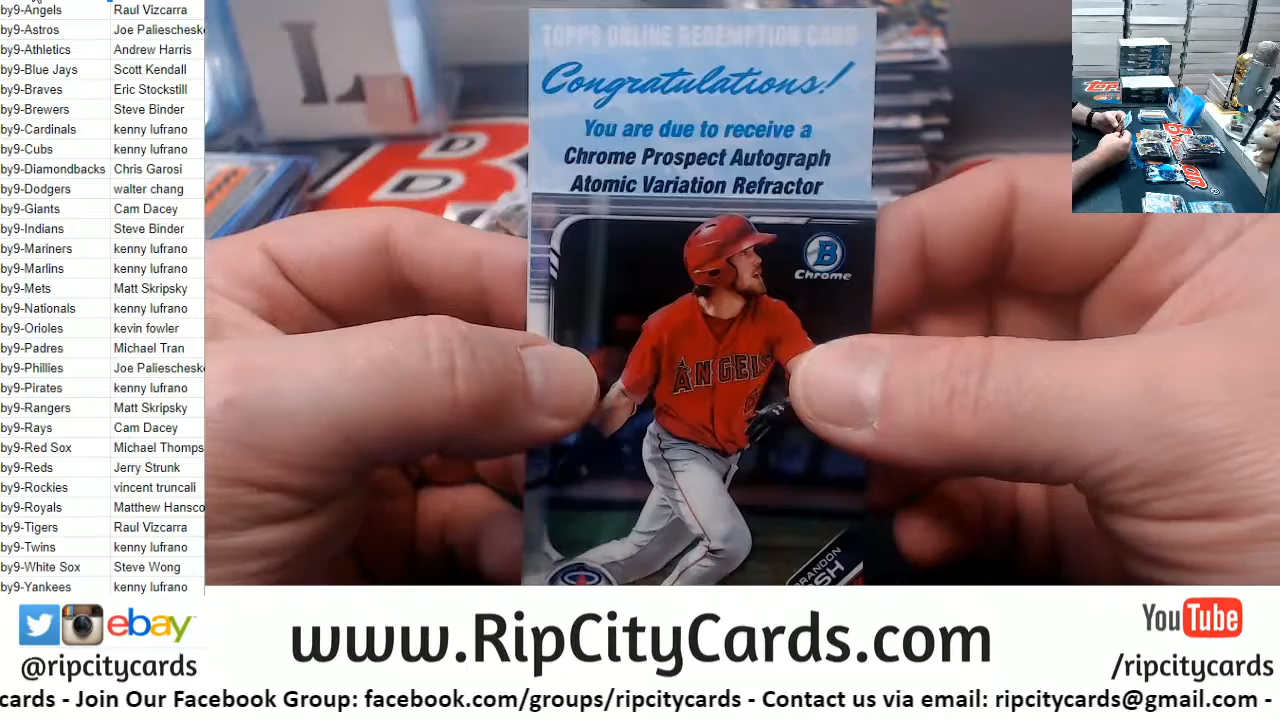 by9-Angels Raul Vizcarra
by9-Astros Joe Paliescheske
by9-Athletics Andrew Harris
by9-Blue Jays Scott Kendall
by9-Braves Eric Stockstill
by9-Brewers Steve Binder
by9-Cardinals kenny lufrano
by9-Cubs kenny lufrano
by9-Diamondbacks Chris Garosi
by9-Dodgers walter chang
by9-Giants Cam Dacey
by9-Indians Steve Binder
by9-Mariners kenny lufrano
by9-Marlins kenny lufrano
by9-Mets Matt Skripsky
by9-Nationals kenny lufrano
by9-Orioles kevin fowler
by9-Padres Michael Tran
by9-Phillies Joe Paliescheske
by9-Pirates kenny lufrano
by9-Rangers Matt Skripsky
by9-Rays Cam Dacey
by9-Red Sox Michael Thomps
by9-Reds Jerry Strunk
by9-Rockies vincent truncali
by9-Royals Matthew Hansco
by9-Tigers Raul Vizcarra
by9-Twins kenny lufrano
by9-White Sox Steve Wong
by9-Yankees kenny lufrano
TOPPS ONLINE REDEMPTION CARD
Congratulations!
You are due to receive a
Chrome Prospect Autograph
Atomic Variation Refractor
B
Chrome
ANGELS
BRANDON
SH
D
D
B
L
ebay
@ripcitycards
www.RipCityCards.com
YouTube
/ripcitycards
cards - Join Our Facebook Group: facebook.com/groups/ripcitycards - Contact us via email: ripcitycards@gmail.com -